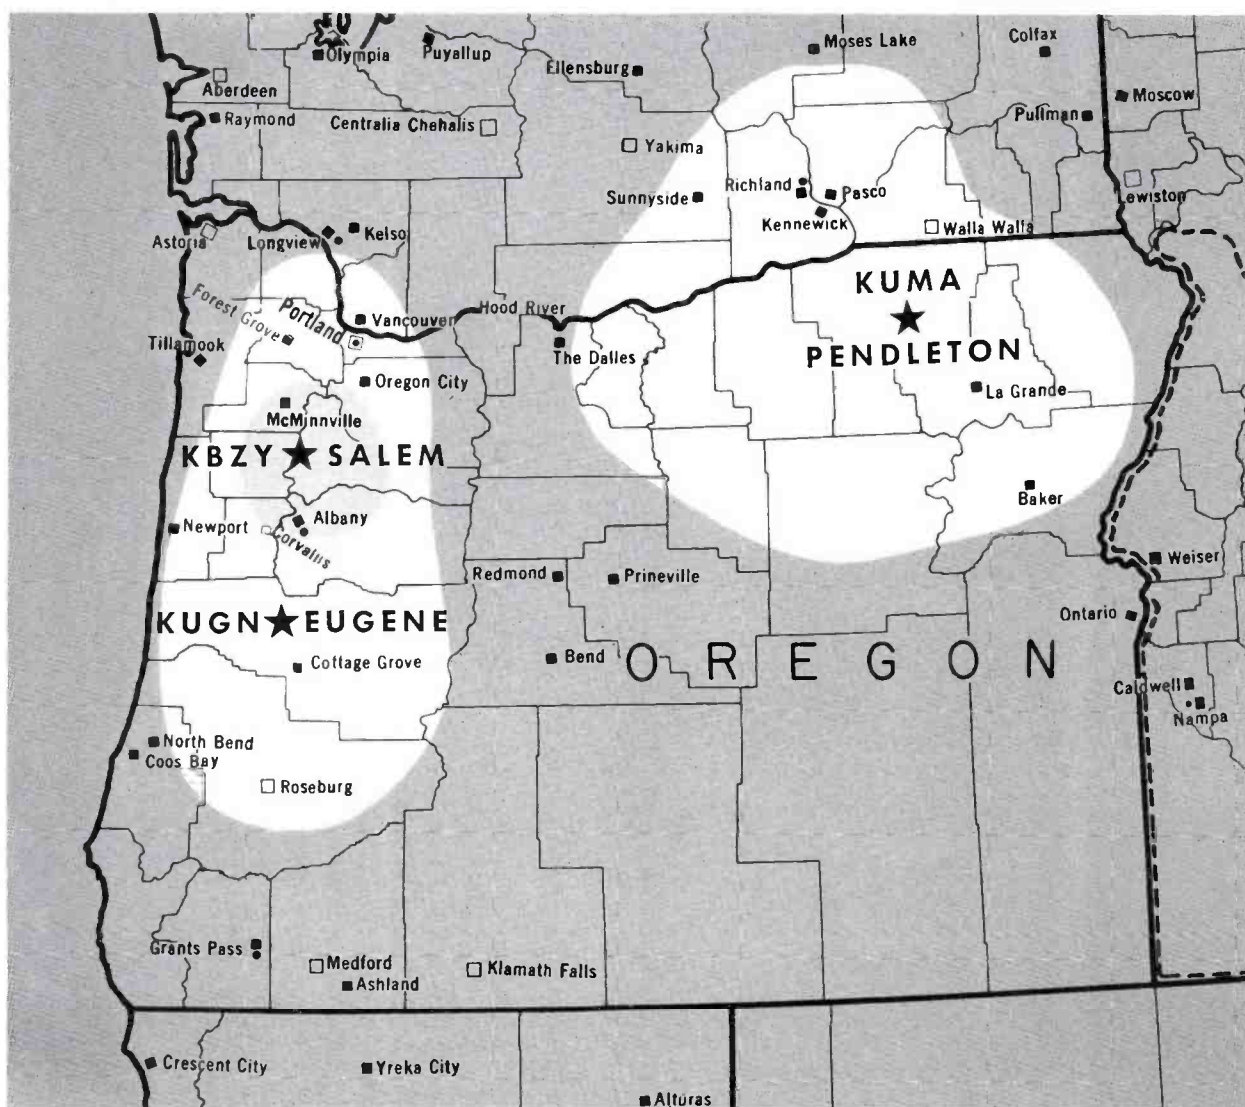 Olympia
Puyallup
Moses Lake
Colfax
Ellensburg
Aberdeen
Moscow
Raymond
Centralia Chehalis
Pullman
Yakima
Richland
Pasco
Sunnyside
Lewiston
Kennewick
Walla Walla
Astoria
Longview
Kelso
KUMA
Forest Grove
Portland
Vancouver
Hood River
Tillamook
The Dalles
PENDLETON
Oregon City
La Grande
McMinnville
KBZY SALEM
Baker
Newport
Albany
Corvallis
Weiser
Redmond
Prineville
Ontario
KUGN EUGENE
Cottage Grove
Bend
OREGON
Caldwell
Nampa
North Bend
Coos Bay
Roseburg
Grants Pass
Medford
Klamath Falls
Ashland
Crescent City
Yreka City
Alturas